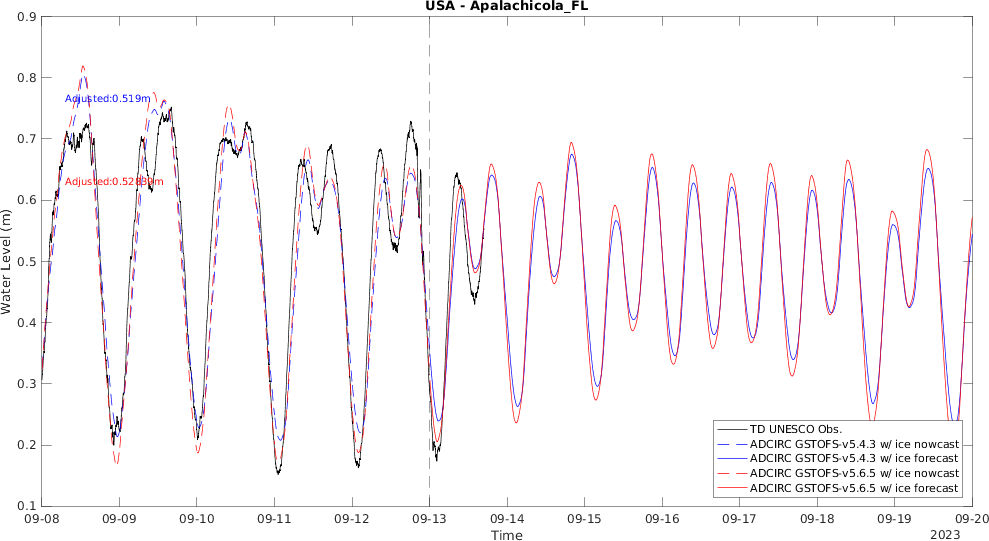 USA - Apalachicola_FL
0.9
0.8
0.7
0.6
0.5
0.4
0.3
0.2
0.1
Water Level (m)
Adjusted:0.519m
TD UNESCO Obs.
ADCIRC GSTOFS-v5.4.3 w/ ice nowcast
ADCIRC GSTOFS-v5.4.3 w/ ice forecast
ADCIRC GSTOFS-v5.6.5 w/ ice nowcast
ADCIRC GSTOFS-v5.6.5 w/ ice forecast
09-08 09-09 09-10 09-11 09-12 09-13 09-14 09-15 09-16 09-17 09-18 09-19 09-20
Time
2023